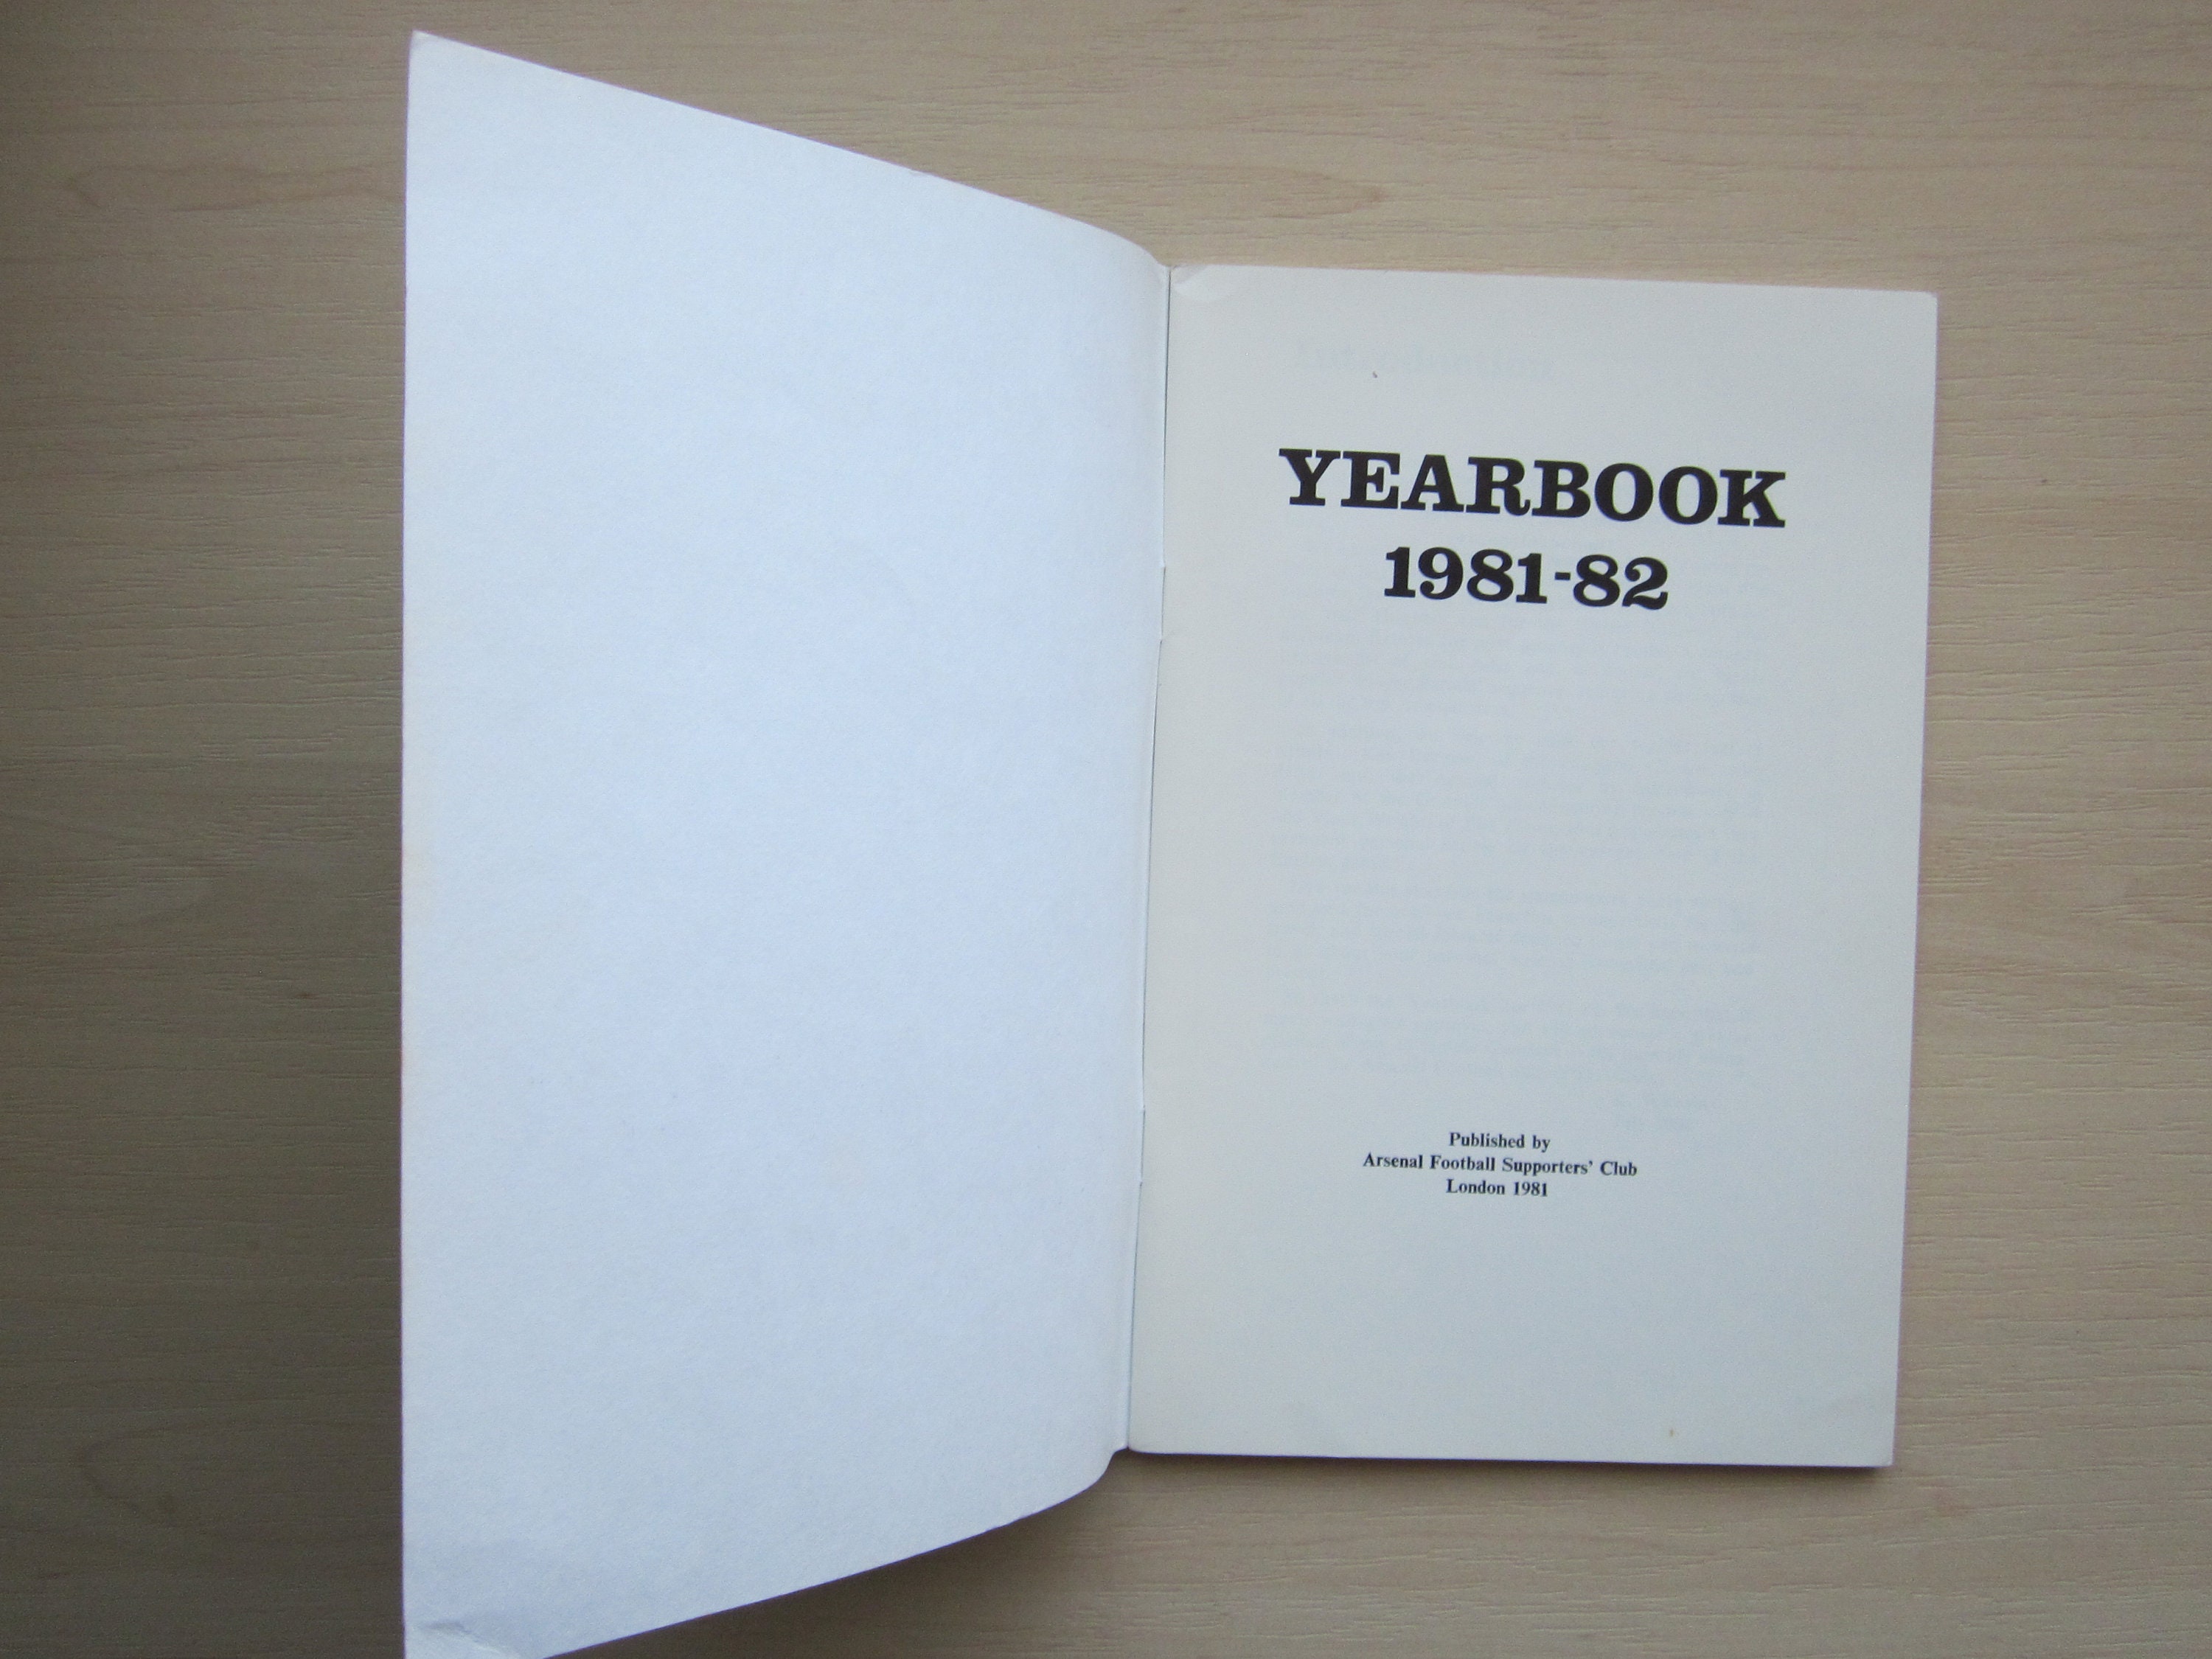 YEARBOOK
1981-82
Published by
Arsenal Football Supporters' Club
London 1981